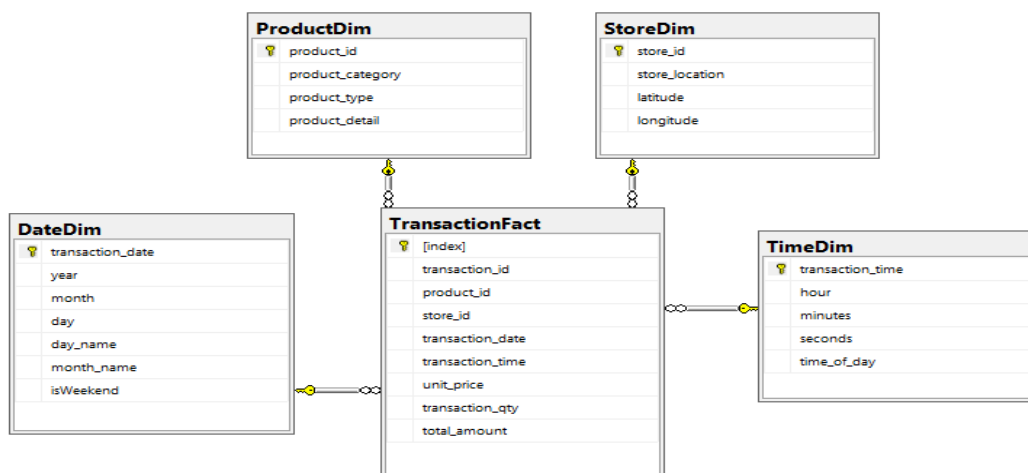 ProductDim
product_id
product_category
product_type
product_detail
StoreDim
store_id
store_location
latitude
longitude
DateDim
transaction_date
year
month
day
day_name
month_name
isWeekend
TransactionFact
[index]
transaction_id
product_id
store_id
transaction_date
transaction_time
unit_price
transaction_qty
total_amount
TimeDim
transaction_time
hour
minutes
seconds
time_of_day